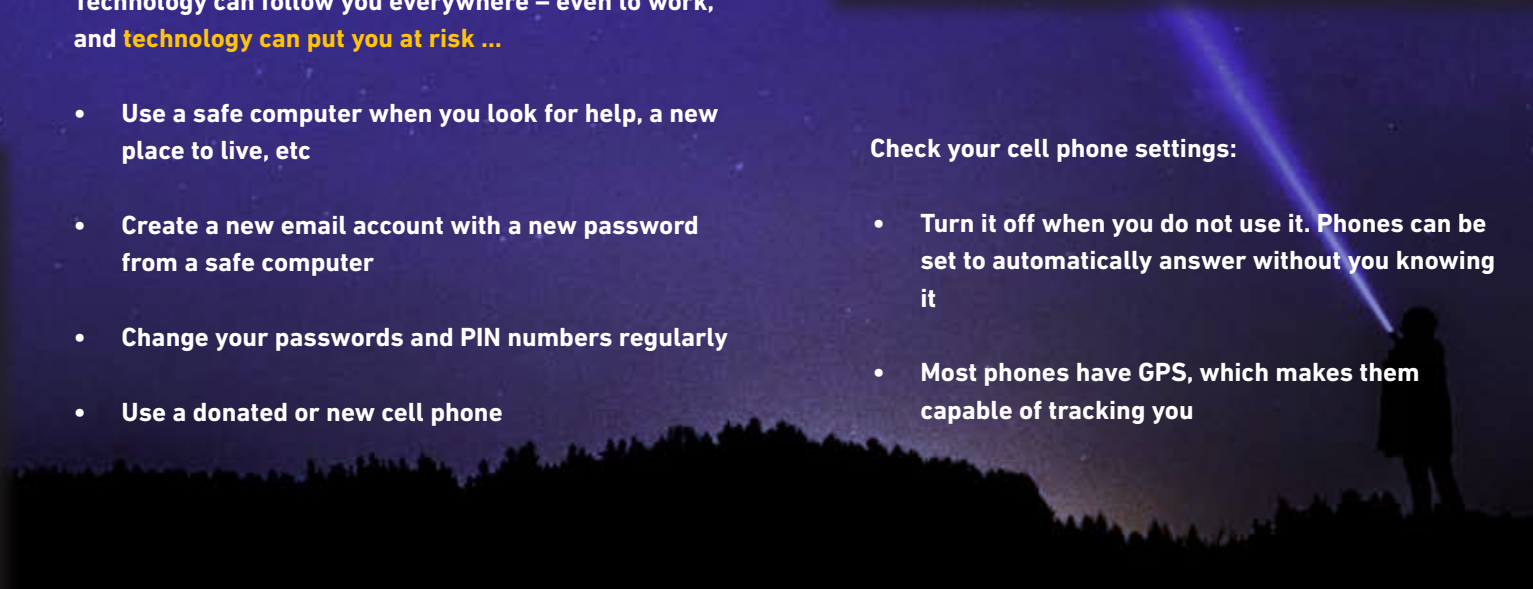 Technology can follow you everywhere – even to work,
and technology can put you at risk ...
• Use a safe computer when you look for help, a new
place to live, etc
• Create a new email account with a new password
from a safe computer
• Change your passwords and PIN numbers regularly
• Use a donated or new cell phone
Check your cell phone settings:
• Turn it off when you do not use it. Phones can be
set to automatically answer without you knowing
it
• Most phones have GPS, which makes them
capable of tracking you